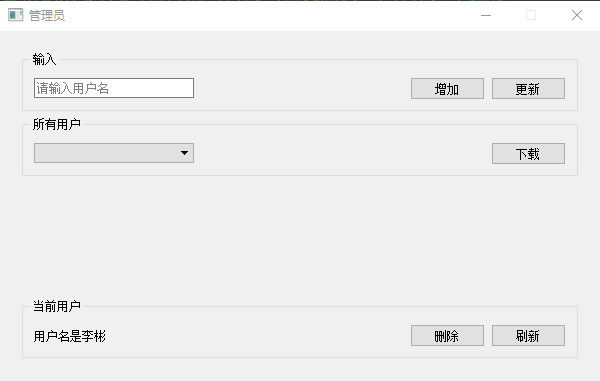 管理员
输入
请输入用户名
增加
更新
所有用户
下载
当前用户
用户名是李彬
删除
刷新